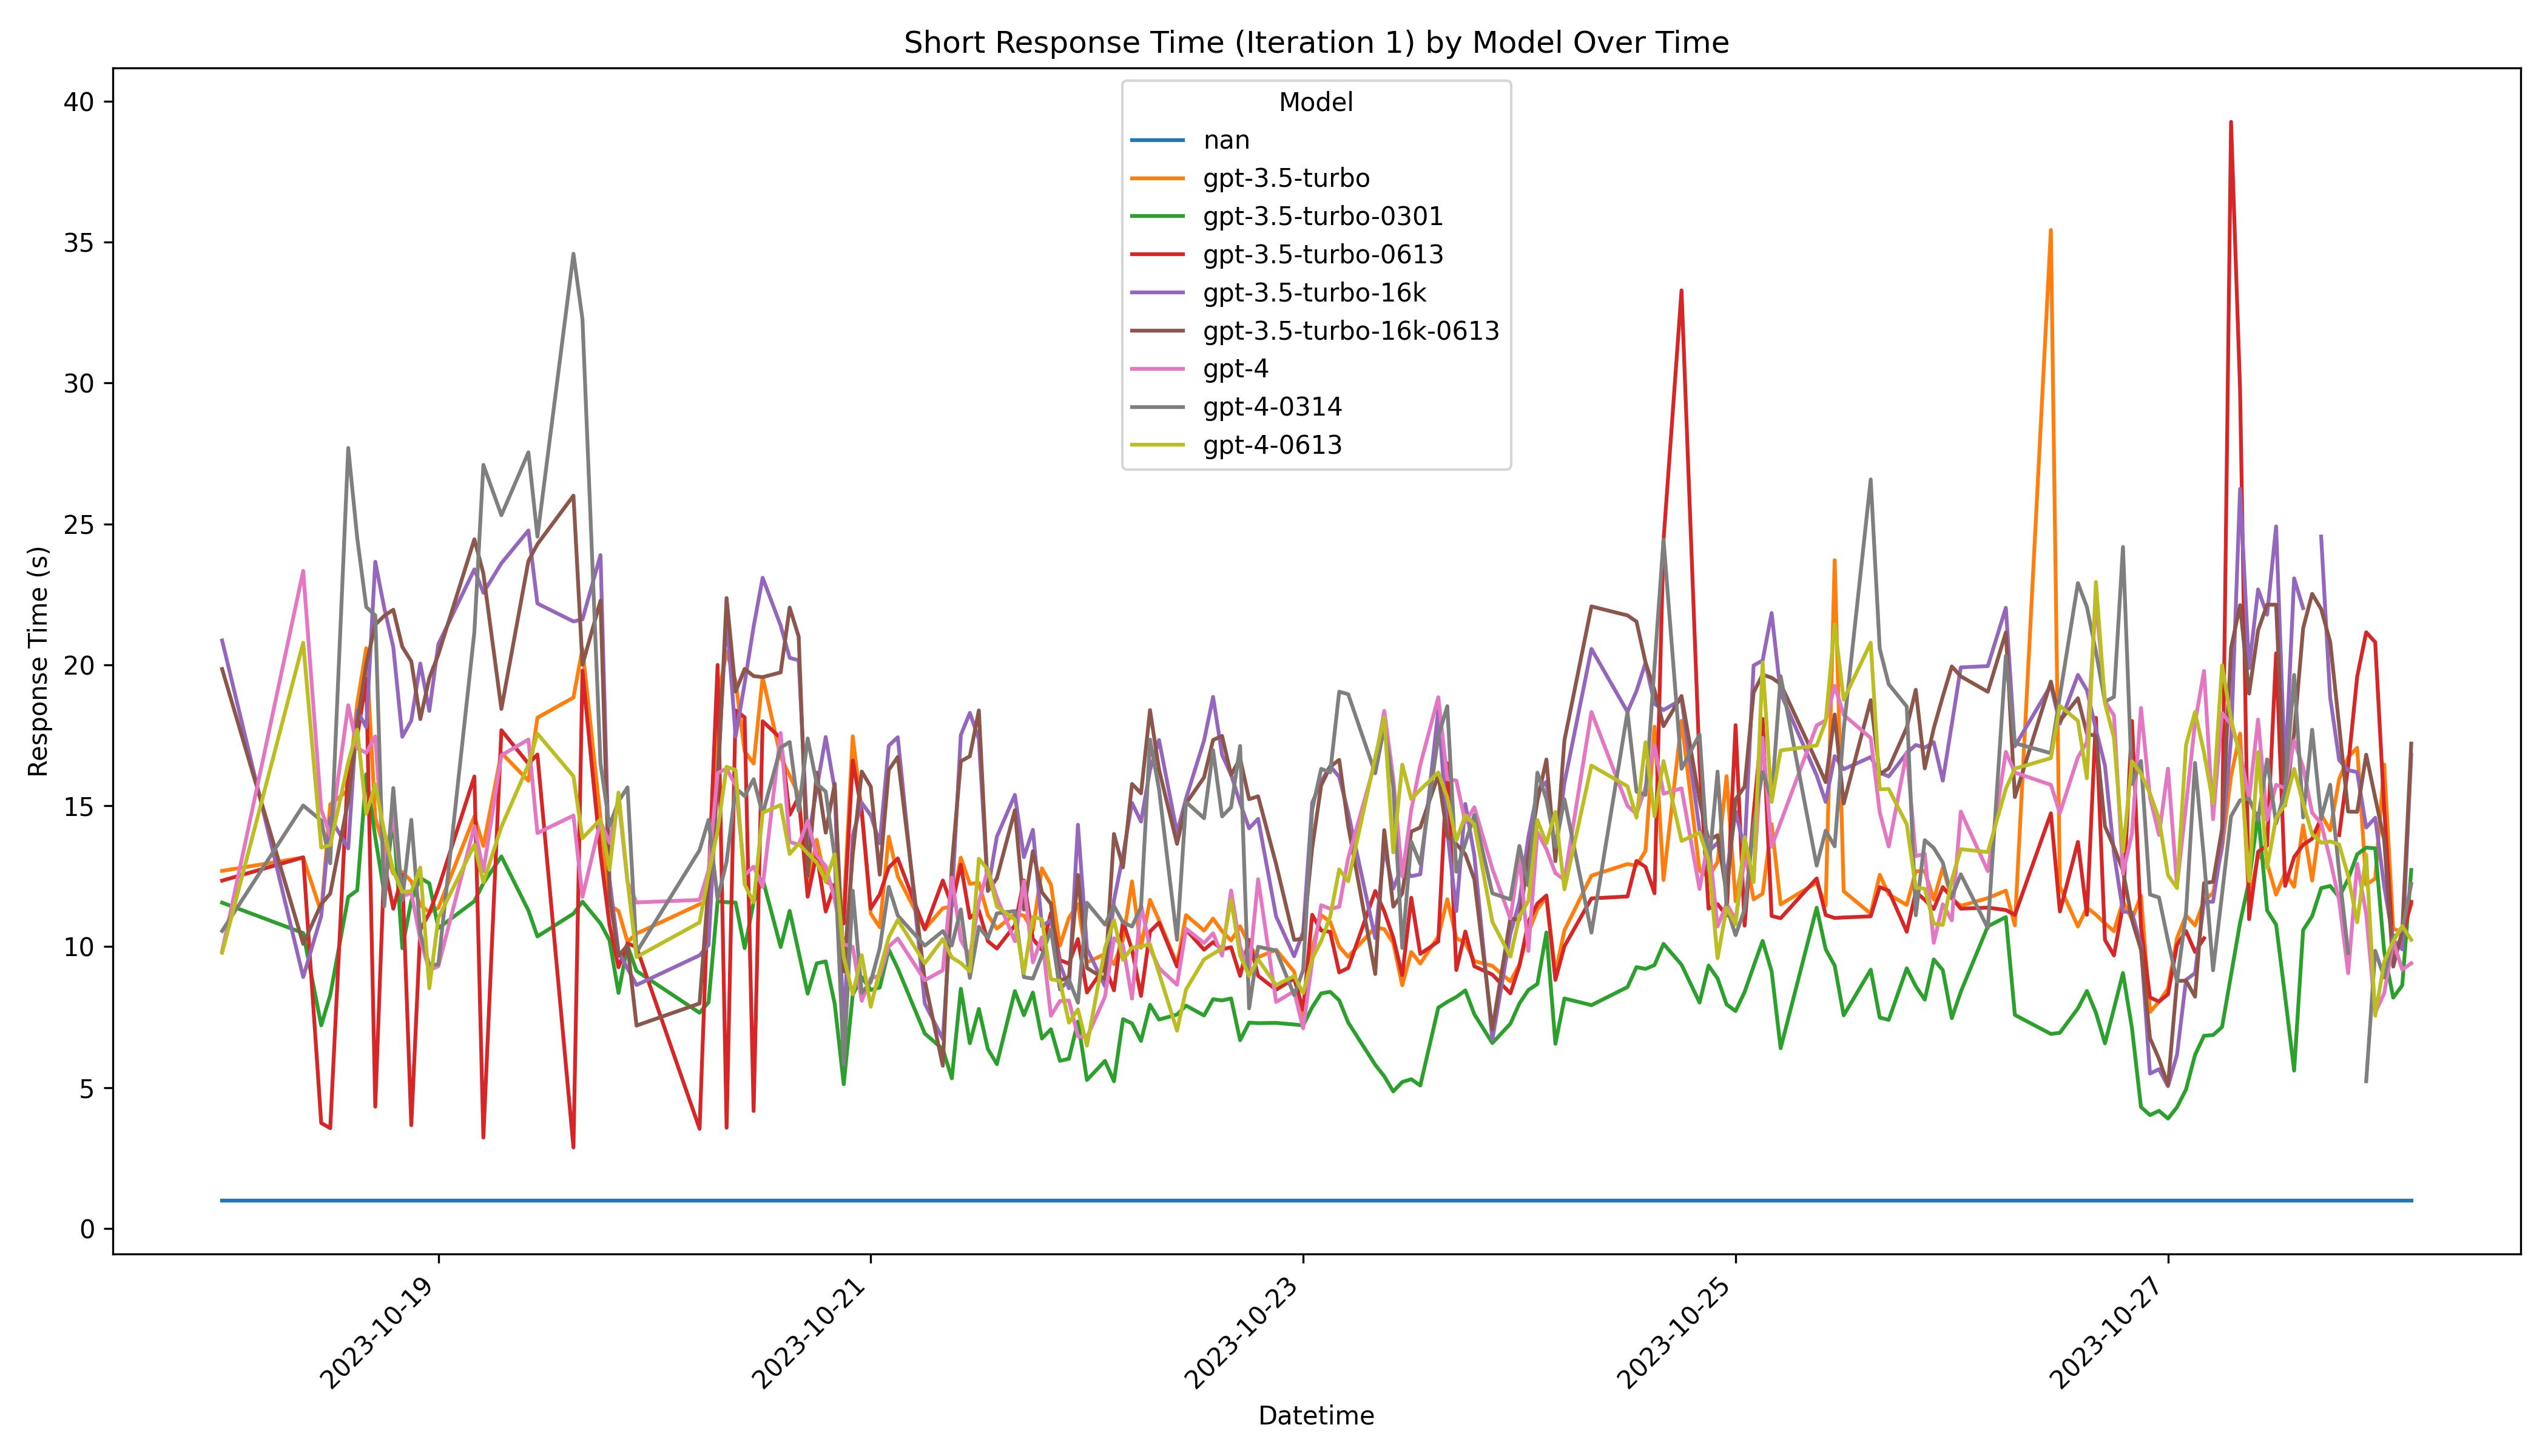 Short Response Time (Iteration 1) by Model Over Time
Response Time (s)
40
35
30
25
20
15
10
5
0
Model
nan
gpt-3.5-turbo
gpt-3.5-turbo-0301
gpt-3.5-turbo-0613
gpt-3.5-turbo-16k
gpt-3.5-turbo-16k-0613
gpt-4
gpt-4-0314
gpt-4-0613
2023-10-19
2023-10-21
2023-10-23
2023-10-25
2023-10-27
Datetime